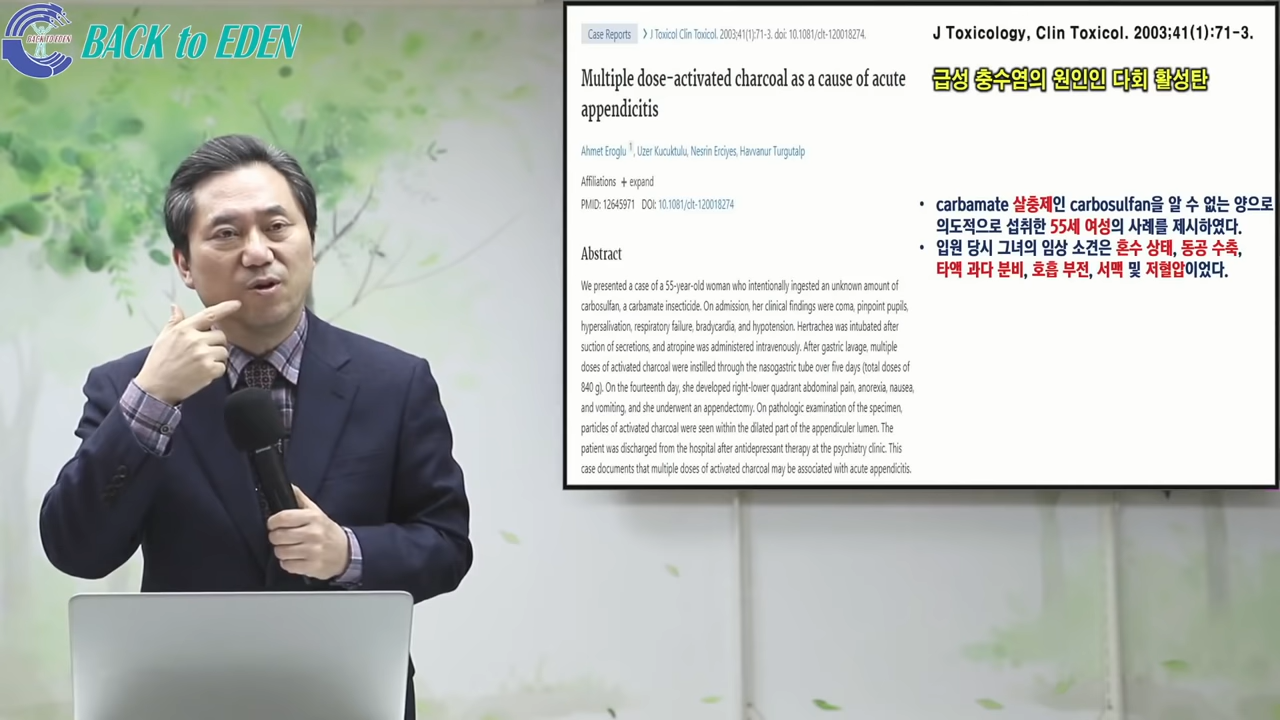 BACK TO EDEN
BACK to EDEN
Case Reports
J Toxicol Clin Toxicol. 2003;41(1):71-3. doi: 10.1081/clt-120018274.
Multiple dose-activated charcoal as a cause of acute
appendicitis
Ahmet Eroglu 1, Uzer Kucuktulu, Nesrin Erciyes, Havvanur Turgutalp
Affiliations + expand
PMID: 12645971 DOI: 10.1081/clt-120018274
Abstract
We presented a case of a 55-year-old woman who intentionally ingested an unknown amount of
carbosulfan, a carbamate insecticide. On admission, her clinical findings were coma, pinpoint pupils,
hypersalivation, respiratory failure, bradycardia, and hypotension. Hertrachea was intubated after
suction of secretions, and atropine was administered intravenously. After gastric lavage, multiple
doses of activated charcoal were instilled through the nasogastric tube over five days (total doses of
840 g). On the fourteenth day, she developed right-lower quadrant abdominal pain, anorexia, nausea,
and vomiting, and she underwent an appendectomy. On pathologic examination of the specimen,
particles of activated charcoal were seen within the dilated part of the appendiculer lumen. The
patient was discharged from the hospital after antidepressant therapy at the psychiatry clinic. This
case documents that multiple doses of activated charcoal may be associated with acute appendicitis.
J Toxicology, Clin Toxicol. 2003;41(1):71-3.
급성 충수염의 원인인 다회 활성탄
• carbamate 살충제인 carbosulfan을 알 수 없는 양으로
의도적으로 섭취한 55세 여성의 사례를 제시하였다.
• 입원 당시 그녀의 임상 소견은 혼수 상태, 동공 수축,
타액 과다 분비, 호흡 부전, 서맥 및 저혈압이었다.